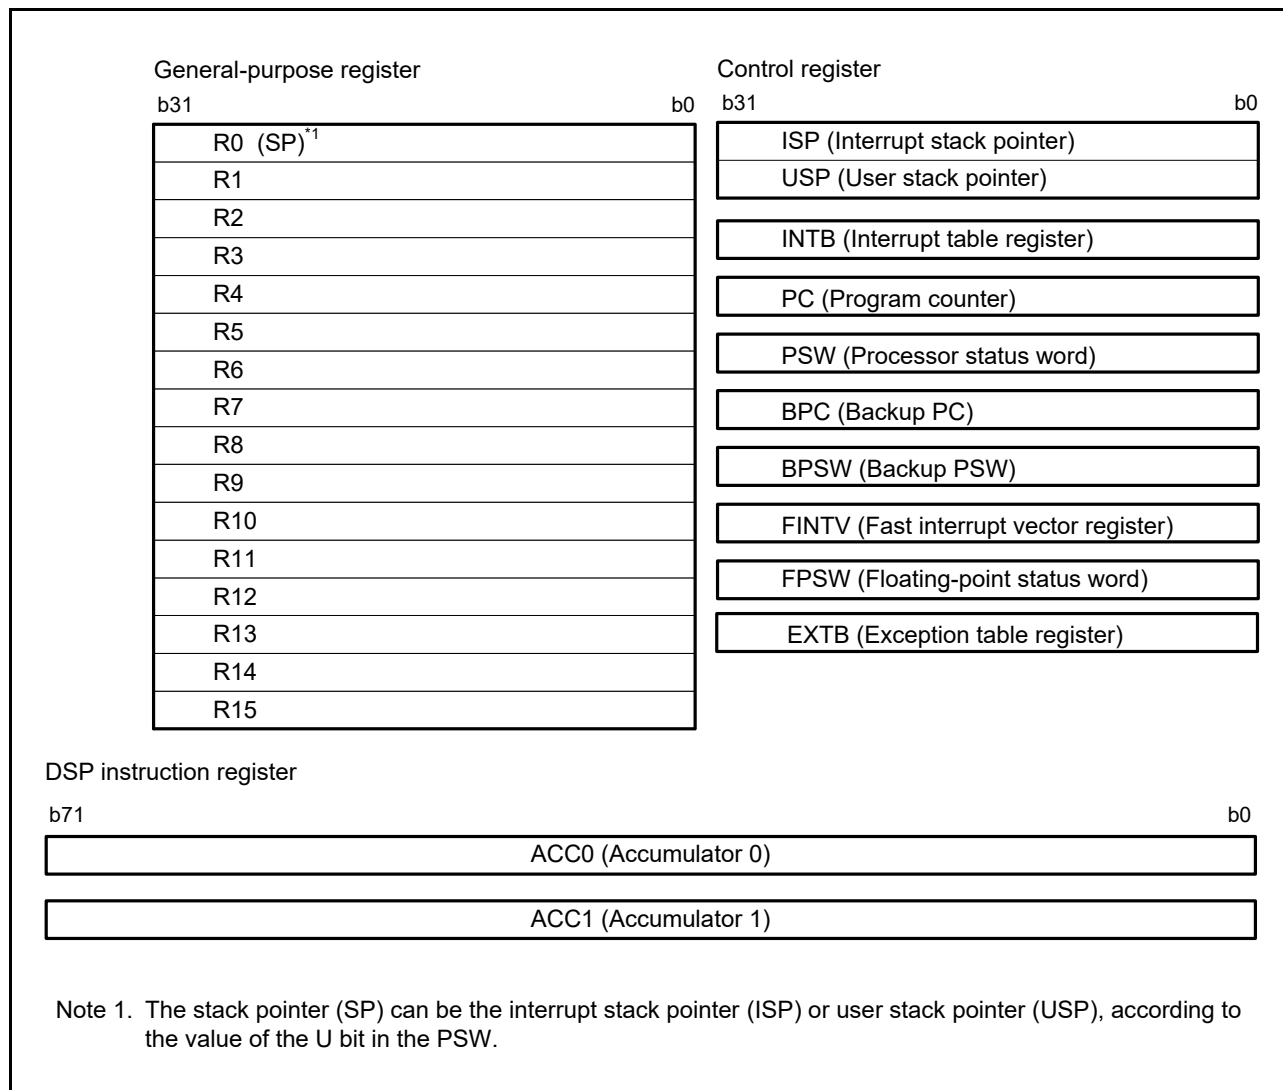 General-purpose register
b31 b0
R0 (SP)*1
R1
R2
R3
R4
R5
R6
R7
R8
R9
R10
R11
R12
R13
R14
R15
Control register
b31 b0
ISP (Interrupt stack pointer)
USP (User stack pointer)
INTB (Interrupt table register)
PC (Program counter)
PSW (Processor status word)
BPC (Backup PC)
BPSW (Backup PSW)
FINTV (Fast interrupt vector register)
FPSW (Floating-point status word)
EXTB (Exception table register)
DSP instruction register
b71 b0
ACC0 (Accumulator 0)
ACC1 (Accumulator 1)
Note 1. The stack pointer (SP) can be the interrupt stack pointer (ISP) or user stack pointer (USP), according to
the value of the U bit in the PSW.